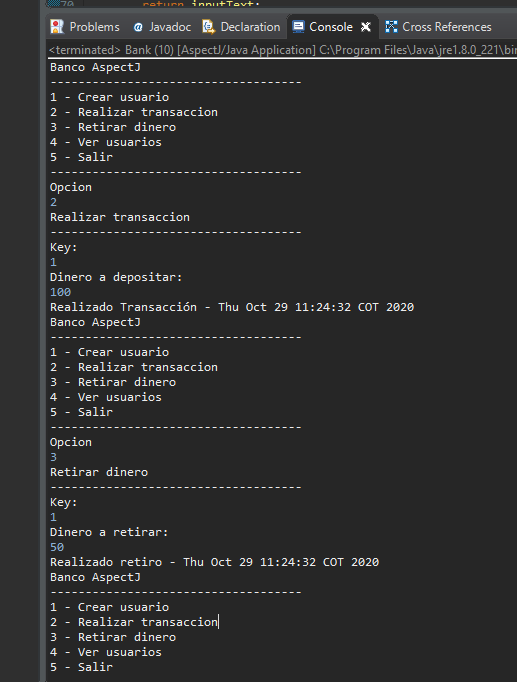 70 return inputText;
Problems @ Javadoc Declaration Console Cross References
<terminated> Bank (10) [AspectJ/Java Application] C:\Program Files\Java\jre1.8.0_221\bin
Banco AspectJ
------------------------------------
1 - Crear usuario
2 - Realizar transaccion
3 - Retirar dinero
4 - Ver usuarios
5 - Salir
------------------------------------
Opcion
2
Realizar transaccion
------------------------------------
Key:
1
Dinero a depositar:
100
Realizado Transacción - Thu Oct 29 11:24:32 COT 2020
Banco AspectJ
------------------------------------
1 - Crear usuario
2 - Realizar transaccion
3 - Retirar dinero
4 - Ver usuarios
5 - Salir
------------------------------------
Opcion
3
Retirar dinero
------------------------------------
Key:
1
Dinero a retirar:
50
Realizado retiro - Thu Oct 29 11:24:32 COT 2020
Banco AspectJ
------------------------------------
1 - Crear usuario
2 - Realizar transaccion
3 - Retirar dinero
4 - Ver usuarios
5 - Salir